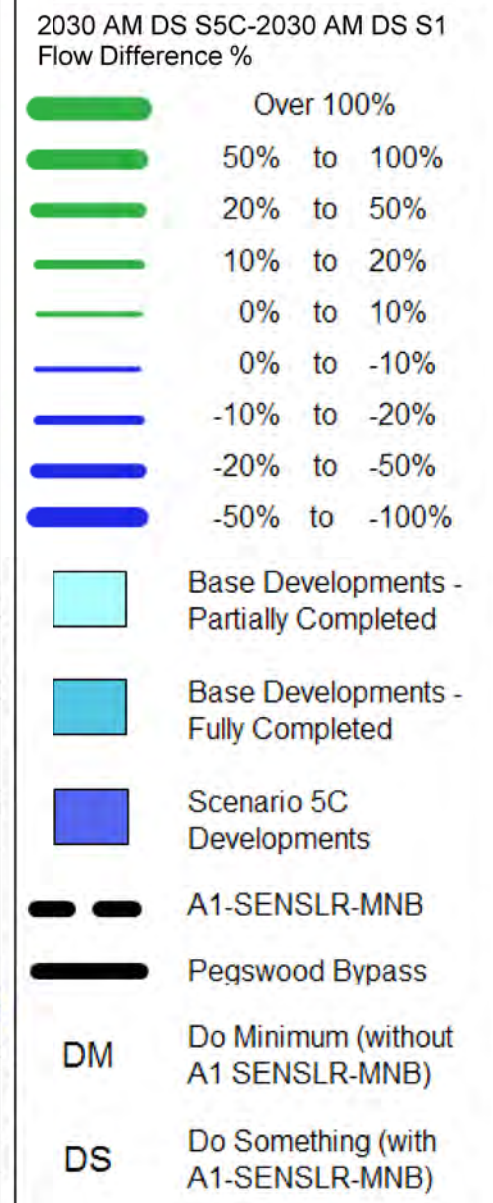 2030 AM DS S5C-2030 AM DS S1
Flow Difference %
Over 100%
50% to 100%
20% to 50%
10% to 20%
0% to 10%
0% to -10%
-10% to -20%
-20% to -50%
-50% to -100%
Base Developments -
Partially Completed
Base Developments -
Fully Completed
Scenario 5C
Developments
A1-SENSLR-MNB
Pegswood Bypass
DM
Do Minimum (without
A1 SENSLR-MNB)
DS
Do Something (with
A1-SENSLR-MNB)